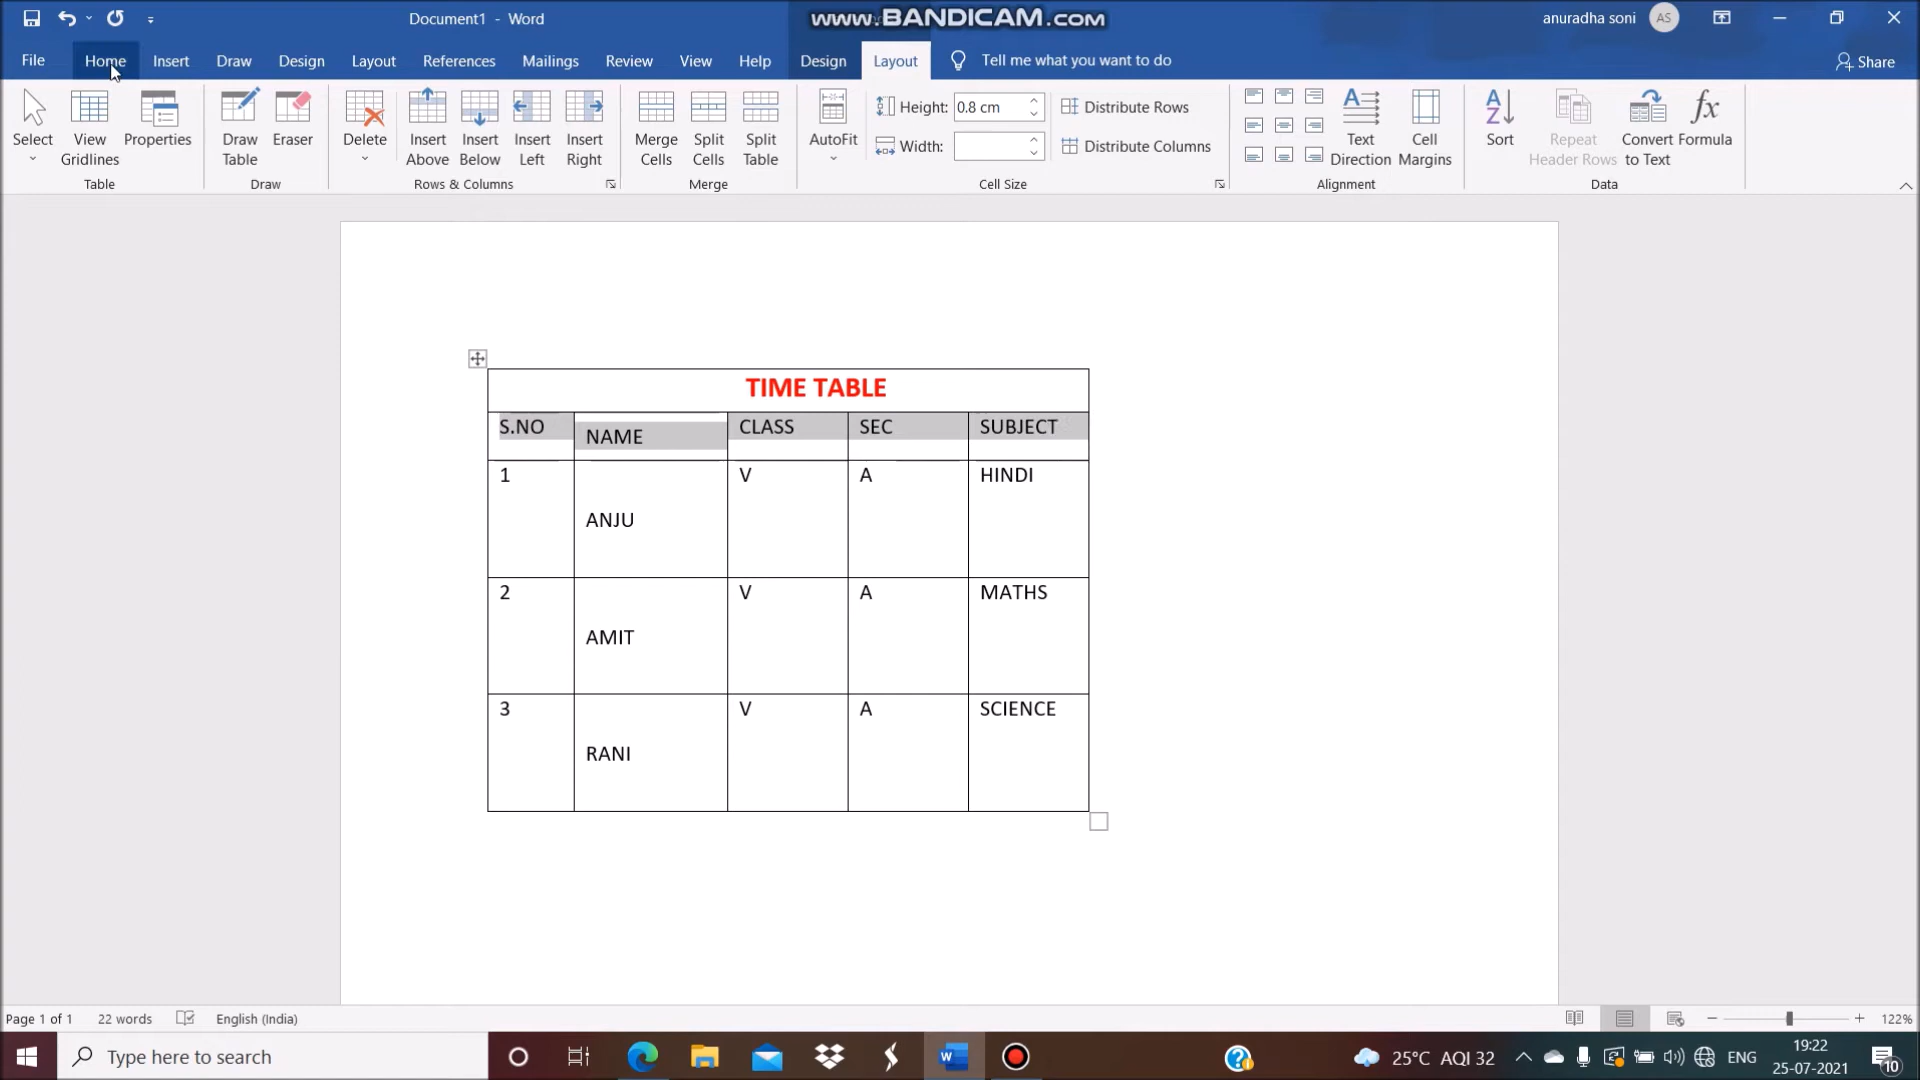 Document1 - Word
www.BANDICAM.com
anuradha soni
AS
File
Home
Insert
Draw
Design
Layout
References
Mailings
Review
View
Help
Design
Layout
Tell me what you want to do
Share
Select
View Gridlines
Properties
Table
Draw Table
Eraser
Draw
Delete
Insert Above
Insert Below
Insert Left
Insert Right
Rows & Columns
Merge Cells
Split Cells
Split Table
Merge
AutoFit
Height: 0.8 cm
Width:
Distribute Rows
Distribute Columns
Cell Size
Text Direction
Cell Margins
Alignment
Sort
Repeat Header Rows
Convert to Text
Formula
Data
TIME TABLE
S.NO NAME CLASS SEC SUBJECT
1 ANJU V A HINDI
2 AMIT V A MATHS
3 RANI V A SCIENCE
Page 1 of 1
22 words
English (India)
122%
Type here to search
25°C AQI 32
ENG
19:22
25-07-2021
10